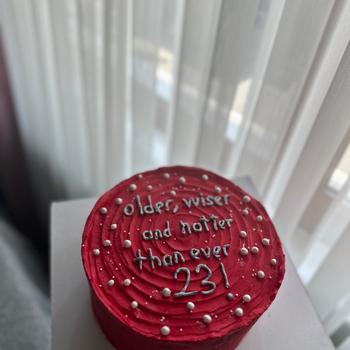 older, wiser
and hotter
than ever
23!